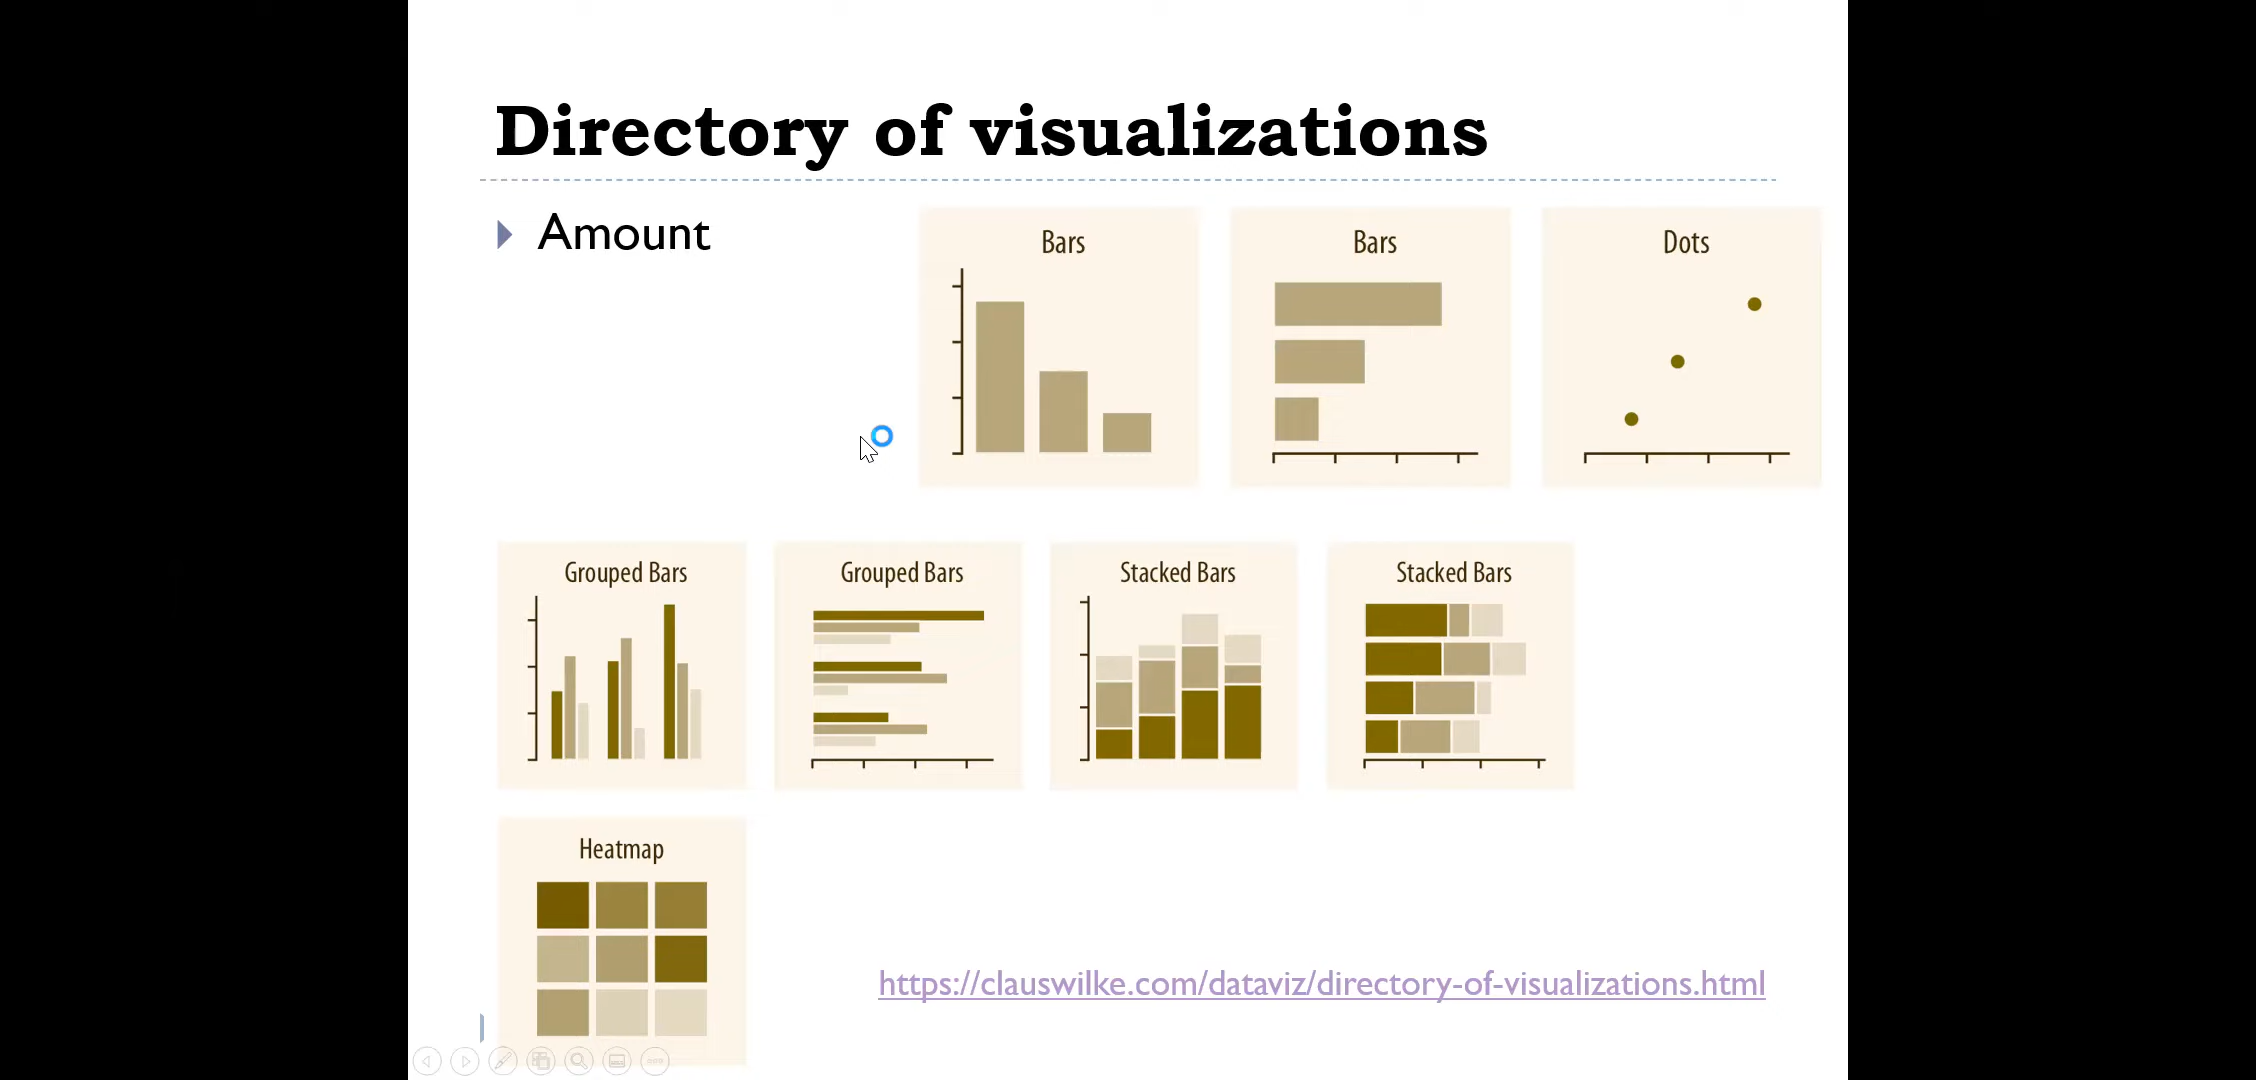 Directory of visualizations
Amount
Bars
Bars
Dots
Grouped Bars
Grouped Bars
Stacked Bars
Stacked Bars
Heatmap
https://clauswilke.com/dataviz/directory-of-visualizations.html